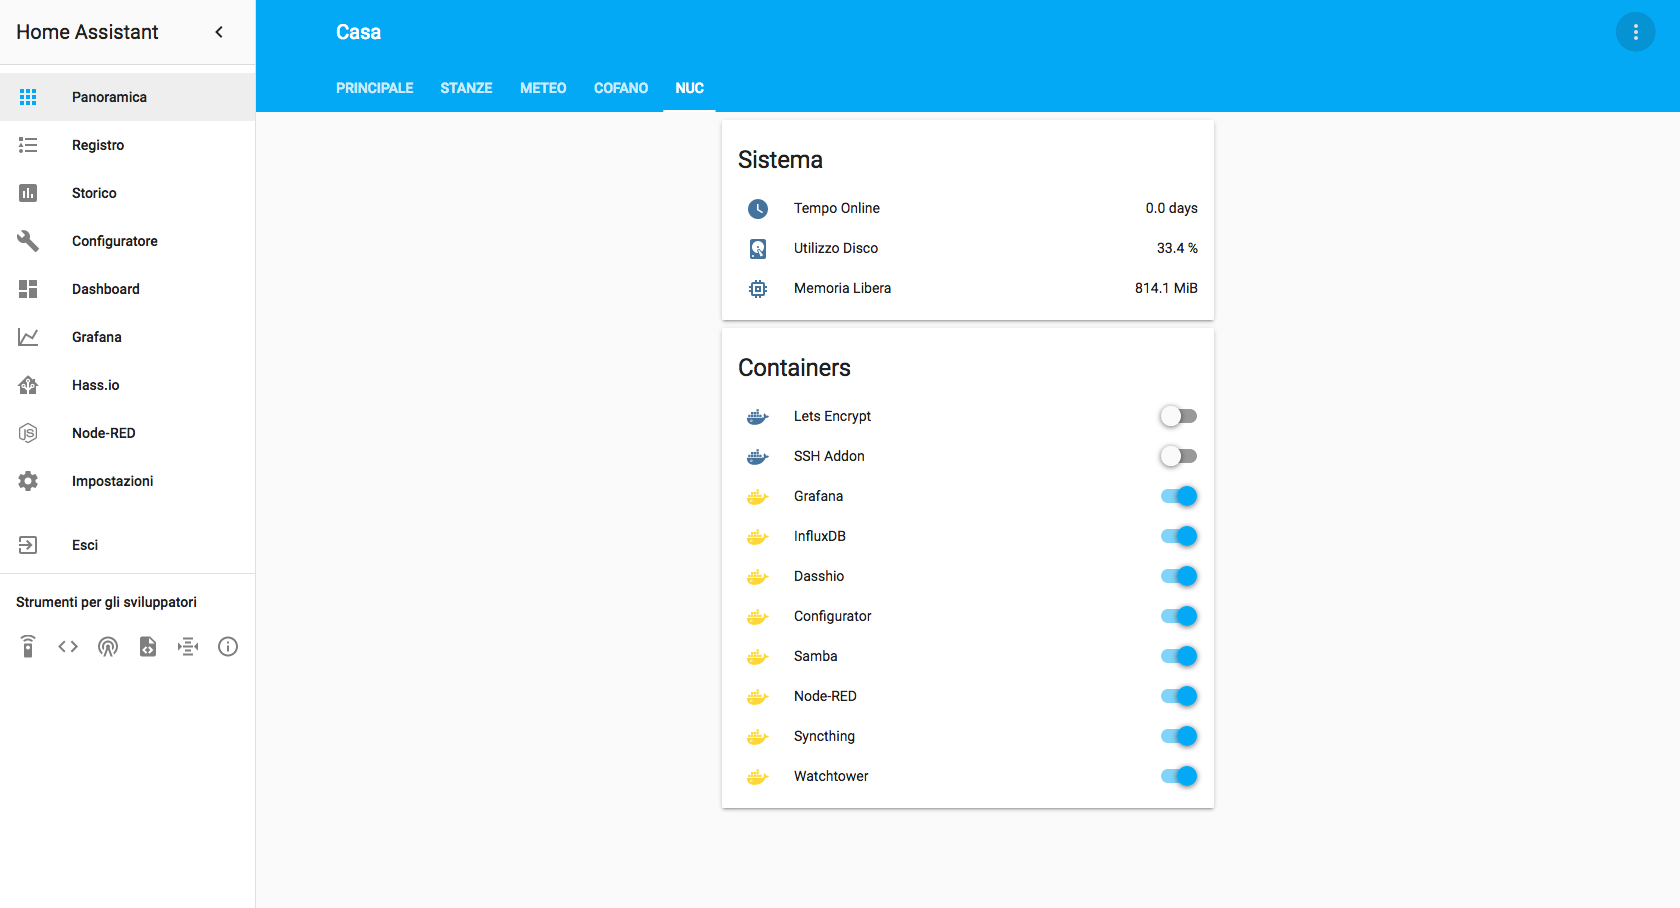 Home Assistant
Panoramica
Registro
Storico
Configuratore
Dashboard
Grafana
Hass.io
Node-RED
Impostazioni
Esci
Strumenti per gli sviluppatori
Casa
PRINCIPALE STANZE METEO COFANO NUC
Sistema
Tempo Online 0.0 days
Utilizzo Disco 33.4 %
Memoria Libera 814.1 MiB
Containers
Lets Encrypt
SSH Addon
Grafana
InfluxDB
Dasshio
Configurator
Samba
Node-RED
Syncthing
Watchtower